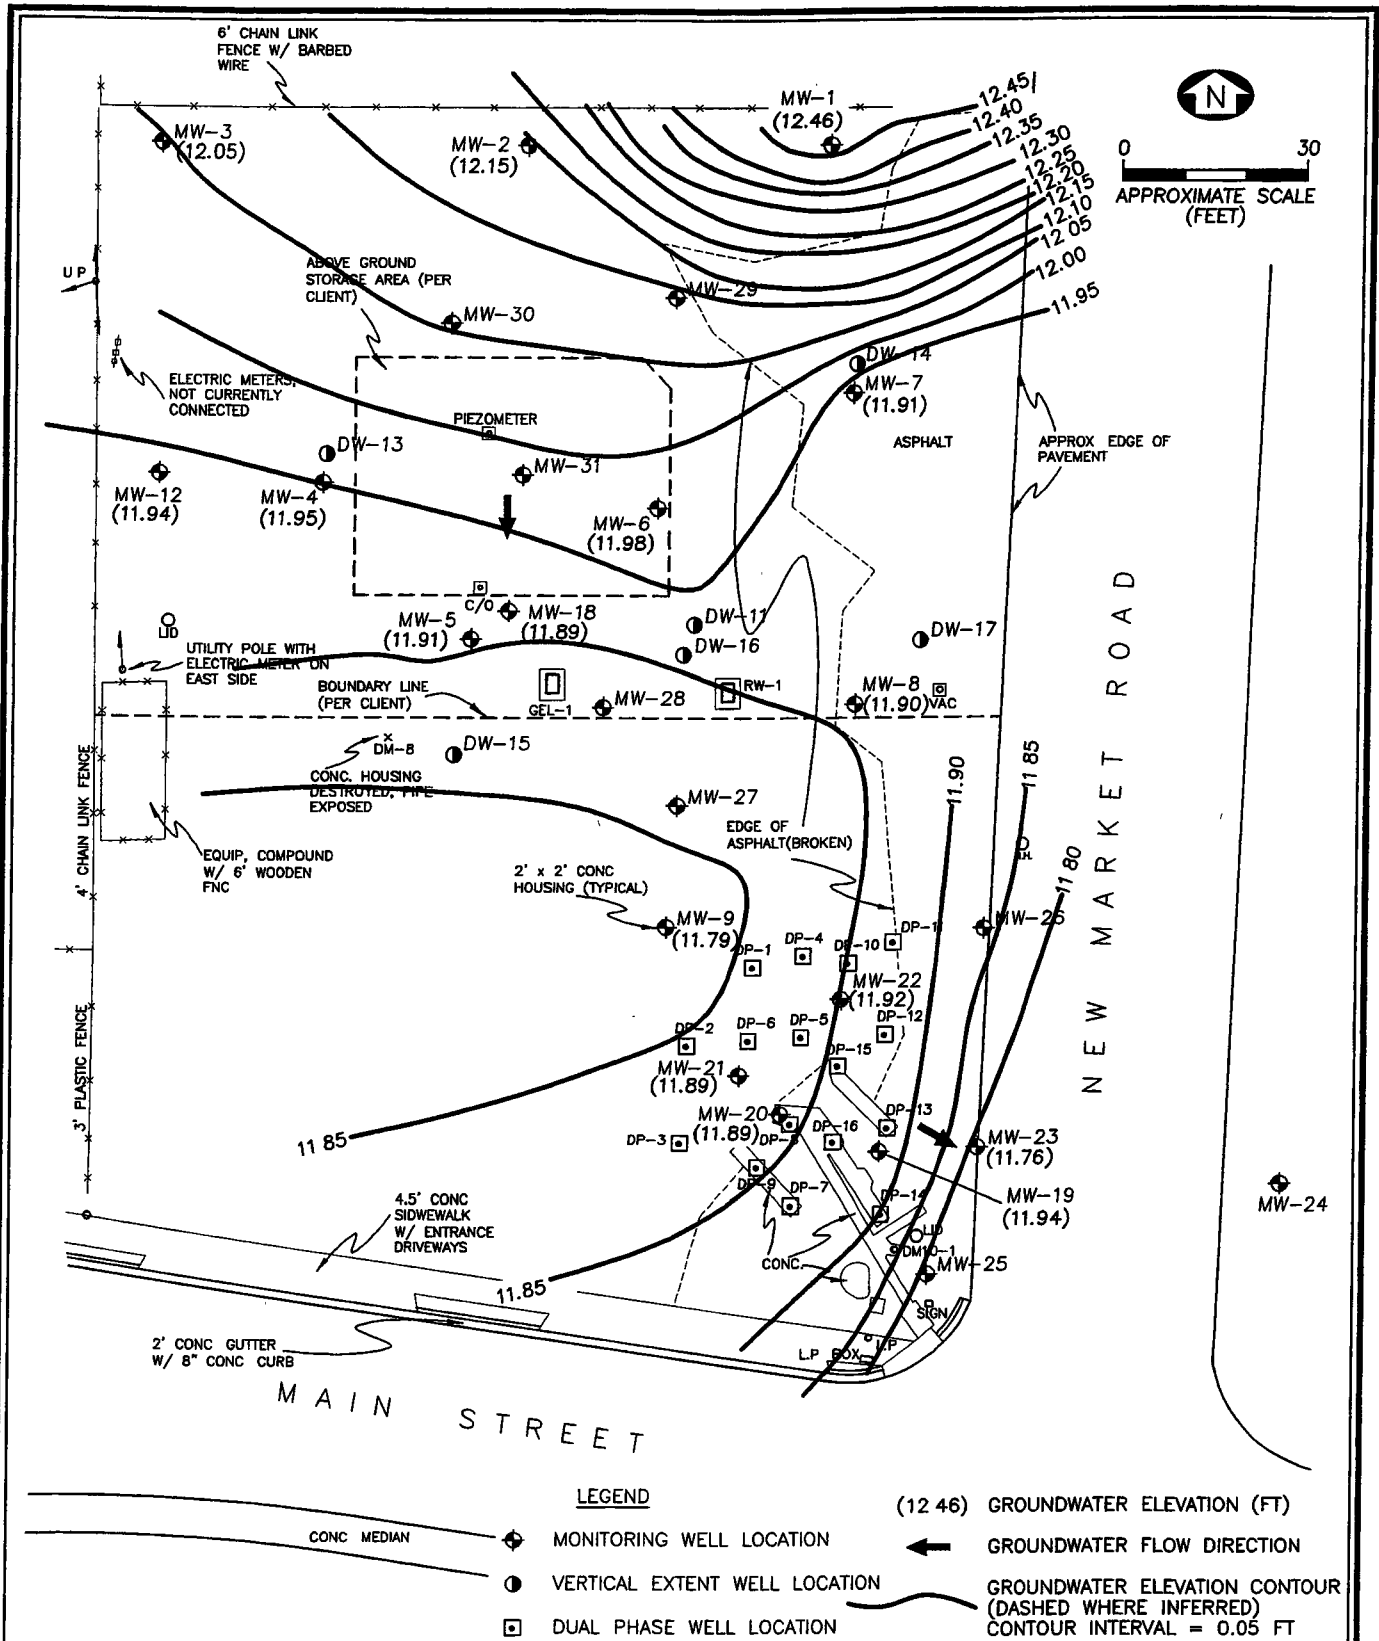 6' CHAIN LINK
FENCE W/ BARBED
WIRE
MW-1
(12.46)
12.45
12.40
12.35
12.30
12.25
12.20
12.15
12.10
12 05
12.00
11.95
N
0 30
APPROXIMATE SCALE
(FEET)
MW-3
(12.05)
MW-2
(12.15)
U P
ABOVE GROUND
STORAGE AREA (PER
CLIENT)
MW-29
MW-30
DW-14
MW-7
(11.91)
ELECTRIC METERS,
NOT CURRENTLY
CONNECTED
PIEZOMETER
ASPHALT
APPROX EDGE OF
PAVEMENT
DW-13
MW-31
MW-12
(11.94)
MW-4
(11.95)
MW-6
(11.98)
C/O
MW-5
(11.91)
MW-18
(11.89)
DW-11
DW-16
DW-17
LID
UTILITY POLE WITH
ELECTRIC METER ON
EAST SIDE
BOUNDARY LINE
(PER CLIENT)
GEL-1
MW-28
RW-1
MW-8
(11.90)
VAC
DM-8
DW-15
CONC. HOUSING
DESTROYED, PIPE
EXPOSED
MW-27
11.90
11 85
11 80
NEW MARKET ROAD
4' CHAIN LINK FENCE
EDGE OF
ASPHALT(BROKEN)
EQUIP, COMPOUND
W/ 6' WOODEN
FNC
2' x 2' CONC
HOUSING (TYPICAL)
MW-9
(11.79)
MW-26
DP-1
DP-4
DP-10
DP-11
MW-22
(11.92)
3' PLASTIC FENCE
DP-2
DP-6
DP-5
DP-12
MW-21
(11.89)
DP-15
MW-20
(11.89)
DP-13
11 85
DP-3
DP-8
DP-16
MW-23
(11.76)
DP-9
DP-7
DP-14
MW-19
(11.94)
MW-24
4.5' CONC
SIDWEWALK
W/ ENTRANCE
DRIVEWAYS
LID
DM10-1
CONC.
MW-25
11.85
SIGN
L.P
L.P BOX
2' CONC GUTTER
W/ 8" CONC CURB
MAIN STREET
CONC MEDIAN
LEGEND
MONITORING WELL LOCATION
VERTICAL EXTENT WELL LOCATION
DUAL PHASE WELL LOCATION
(12 46) GROUNDWATER ELEVATION (FT)
GROUNDWATER FLOW DIRECTION
GROUNDWATER ELEVATION CONTOUR
(DASHED WHERE INFERRED)
CONTOUR INTERVAL = 0.05 FT